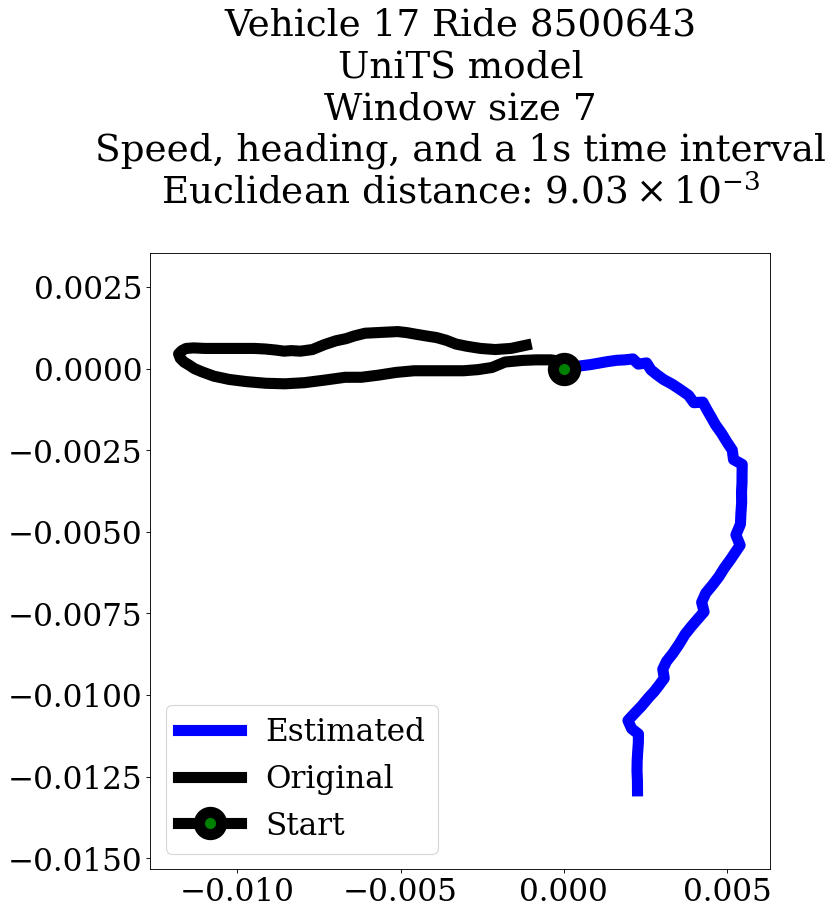 Vehicle 17 Ride 8500643
UniTS model
Window size 7
Speed, heading, and a 1s time interval
Euclidean distance: 9.03 × 10⁻³
0.0025
0.0000
−0.0025
−0.0050
−0.0075
−0.0100
−0.0125
−0.0150
Estimated
Original
Start
−0.010
−0.005
0.000
0.005